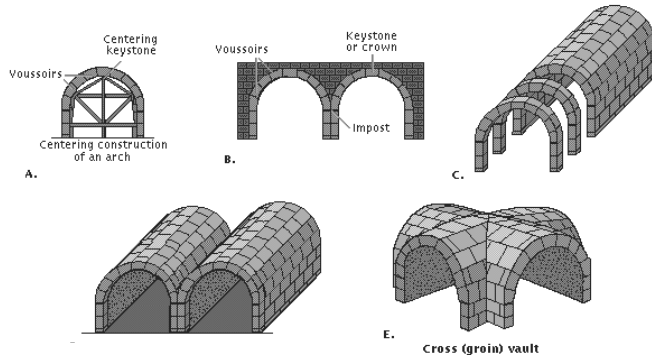 Centering
keystone
Voussoirs
Centering construction
of an arch
A.
Voussoirs
Keystone
or crown
Impost
B.
C.
E.
Cross (groin) vault